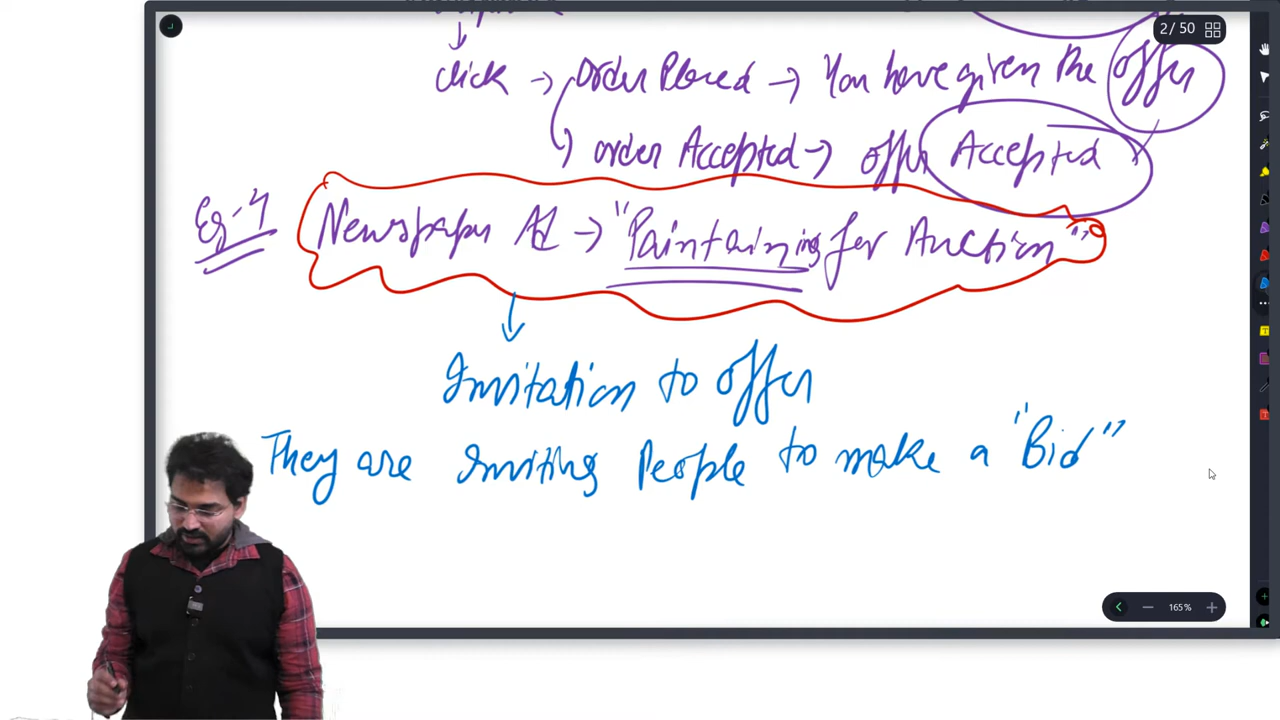 2/50
click → order Placed → You have given the offer
order Accepted → offer Accepted
Eg-4 Newspaper Ad → "Paintaining for Auction"
Invitation to offer
They are Inviting People to make a "Bid"
165%